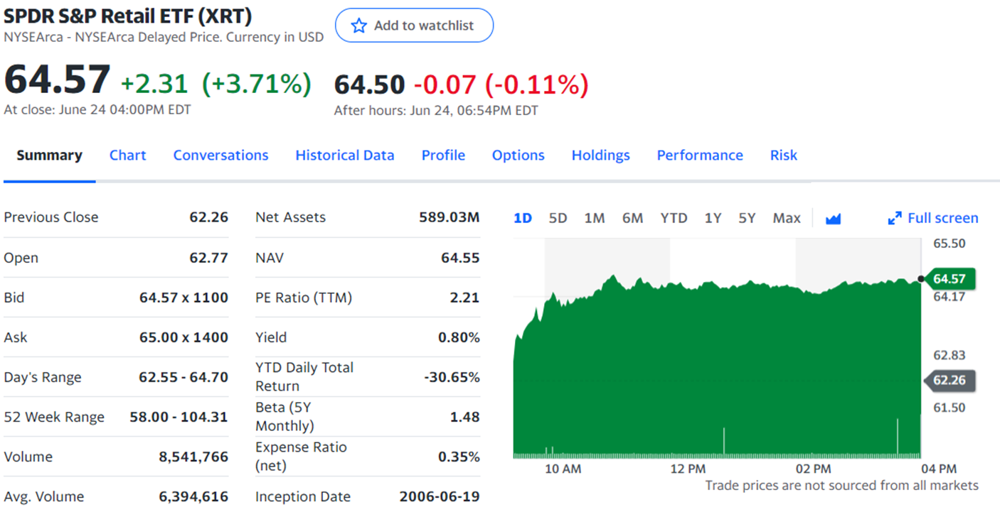 SPDR S&P Retail ETF (XRT)
Add to watchlist
NYSEArca - NYSEArca Delayed Price. Currency in USD
64.57 +2.31 (+3.71%) 64.50 -0.07 (-0.11%)
At close: June 24 04:00PM EDT
After hours: Jun 24, 06:54PM EDT
Summary Chart Conversations Historical Data Profile Options Holdings Performance Risk
Previous Close 62.26
Open 62.77
Bid 64.57 x 1100
Ask 65.00 x 1400
Day's Range 62.55 - 64.70
52 Week Range 58.00 - 104.31
Volume 8,541,766
Avg. Volume 6,394,616
Net Assets 589.03M
NAV 64.55
PE Ratio (TTM) 2.21
Yield 0.80%
YTD Daily Total
Return -30.65%
Beta (5Y
Monthly) 1.48
Expense Ratio
(net) 0.35%
Inception Date 2006-06-19
1D 5D 1M 6M YTD 1Y 5Y Max Full screen
65.50
64.57
64.17
62.83
62.26
61.50
10 AM 12 PM 02 PM 04 PM
Trade prices are not sourced from all markets